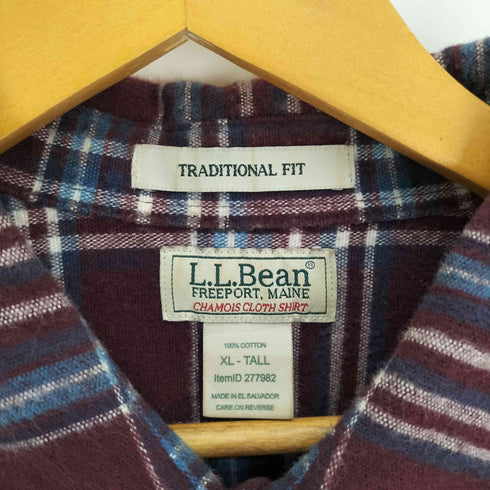 TRADITIONAL FIT
L.L.Bean®
FREEPORT, MAINE
CHAMOIS CLOTH SHIRT
100% COTTON
XL - TALL
ItemID 277982
MADE IN EL SALVADOR
CARE ON REVERSE